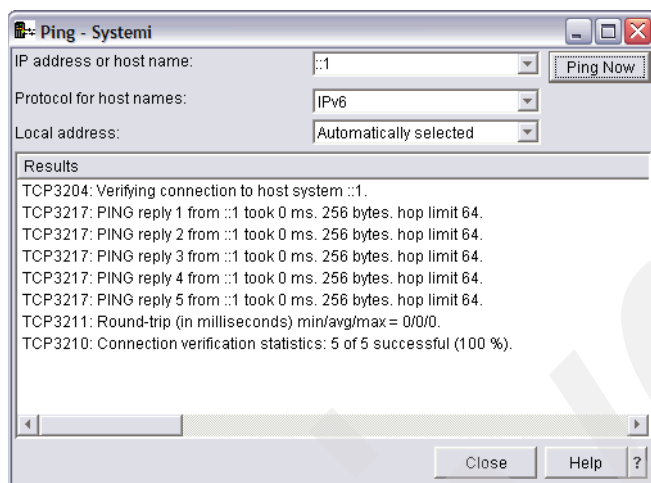 Ping - Systemi
IP address or host name:
::1
Ping Now
Protocol for host names:
IPv6
Local address:
Automatically selected
Results
TCP3204: Verifying connection to host system ::1.
TCP3217: PING reply 1 from ::1 took 0 ms. 256 bytes. hop limit 64.
TCP3217: PING reply 2 from ::1 took 0 ms. 256 bytes. hop limit 64.
TCP3217: PING reply 3 from ::1 took 0 ms. 256 bytes. hop limit 64.
TCP3217: PING reply 4 from ::1 took 0 ms. 256 bytes. hop limit 64.
TCP3217: PING reply 5 from ::1 took 0 ms. 256 bytes. hop limit 64.
TCP3211: Round-trip (in milliseconds) min/avg/max = 0/0/0.
TCP3210: Connection verification statistics: 5 of 5 successful (100 %).
Close
Help
?